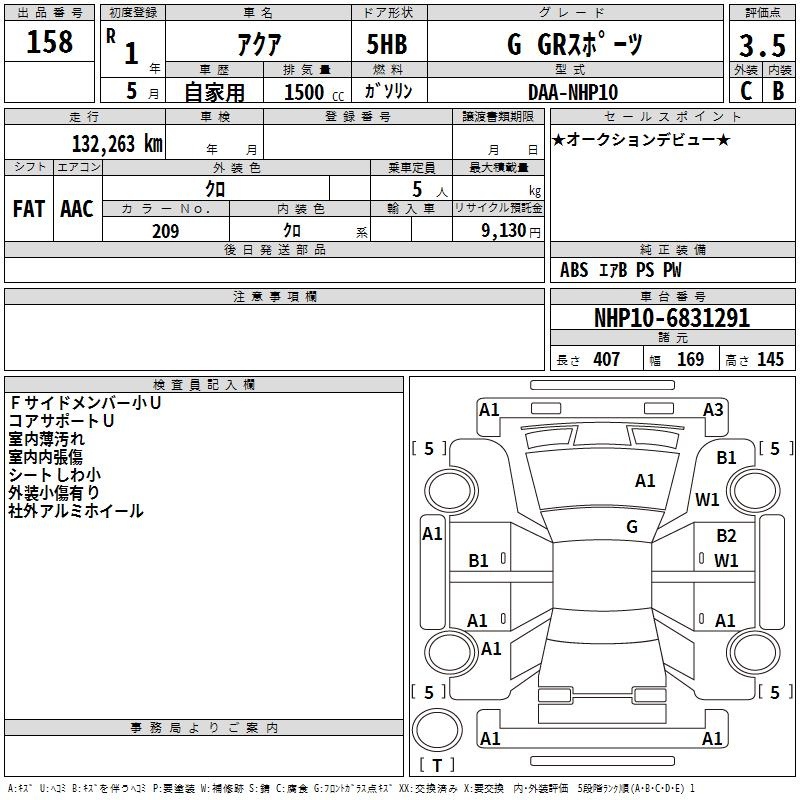 出品番号
158
初度登録
R 1 年
5 月
車名
アクア
ドア形状
5HB
グレード
G GRスポーツ
評価点
3.5
車歴
自家用
排気量
1500 CC
燃料
ガソリン
型式
DAA-NHP10
外装 内装
C B
走行
132,263 km
車検
年 月
登録番号
譲渡書類期限
月 日
セールスポイント
★オークションデビュー★
シフト
FAT
エアコン
AAC
外装色
クロ
乗車定員
5 人
最大積載量
kg
カラーNo.
209
内装色
クロ 系
輸入車
リサイクル預託金
9,130 円
後日発送部品
純正装備
ABS エアB PS PW
注意事項欄
車台番号
NHP10-6831291
諸元
長さ 407 幅 169 高さ 145
検査員記入欄
Fサイドメンバー小U
コアサポートU
室内薄汚れ
室内内張傷
シートしわ小
外装小傷有り
社外アルミホイール
事務局よりご案内
A1 A3
[ 5 ] [ 5 ]
B1
A1
W1
G
A1 B2
B1 W1
A1 A1
A1
[ 5 ] [ 5 ]
A1 A1
[ T ]
A:キズ U:ヘコミ B:キズを伴うヘコミ P:要塗装 W:補修跡 S:錆 C:腐食 G:フロントガラス点キズ XX:交換済み X:要交換 内・外装評価 5段階ランク順(A・B・C・D・E) 1